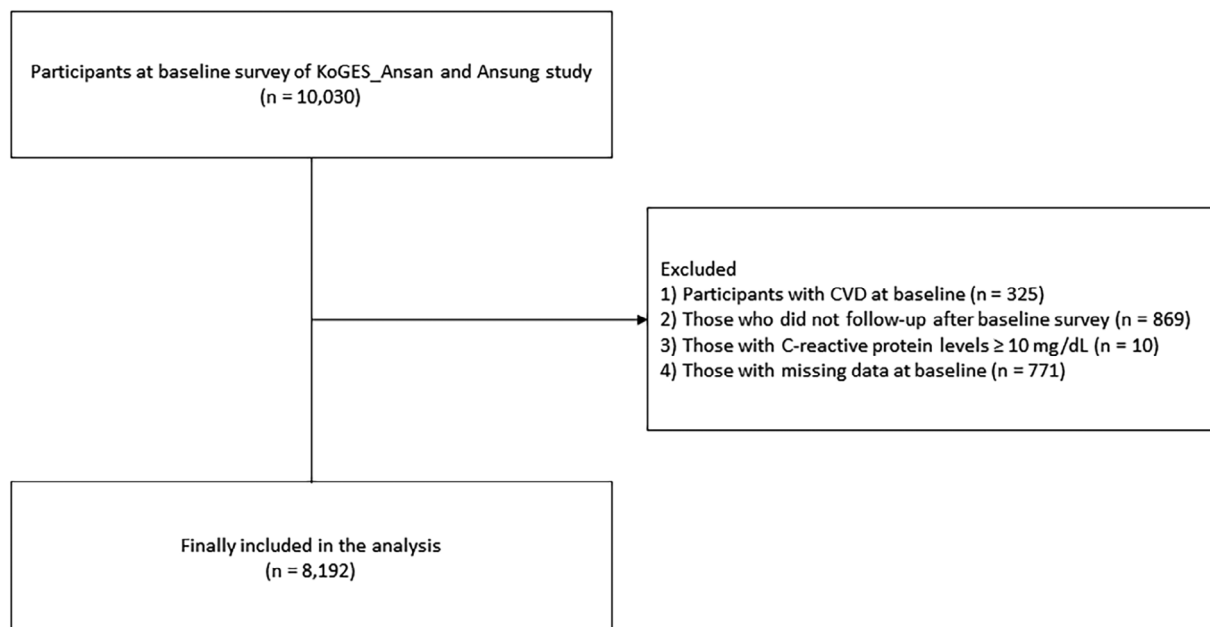 Participants at baseline survey of KoGES_Ansan and Ansung study
(n = 10,030)
Excluded
1) Participants with CVD at baseline (n = 325)
2) Those who did not follow-up after baseline survey (n = 869)
3) Those with C-reactive protein levels ≥ 10 mg/dL (n = 10)
4) Those with missing data at baseline (n = 771)
Finally included in the analysis
(n = 8,192)